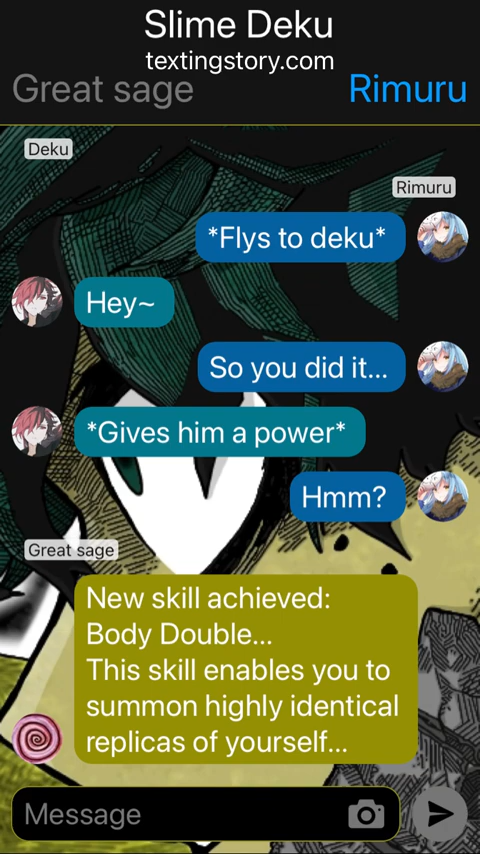 Slime Deku
textingstory.com
Great sage
Rimuru
Deku
Rimuru
*Flys to deku*
Hey~
So you did it...
*Gives him a power*
Hmm?
Great sage
New skill achieved:
Body Double...
This skill enables you to
summon highly identical
replicas of yourself...
Message